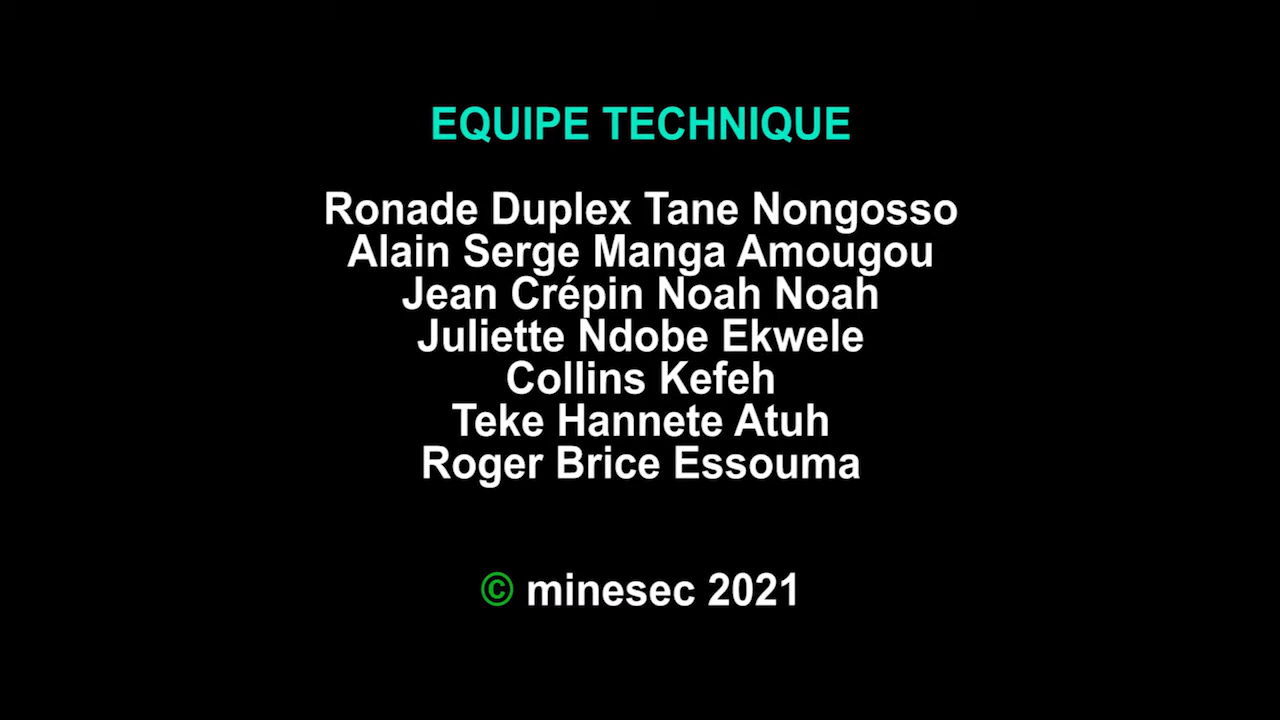 EQUIPE TECHNIQUE
Ronade Duplex Tane Nongosso
Alain Serge Manga Amougou
Jean Crépin Noah Noah
Juliette Ndobe Ekwele
Collins Kefeh
Teke Hannete Atuh
Roger Brice Essouma
© minesec 2021